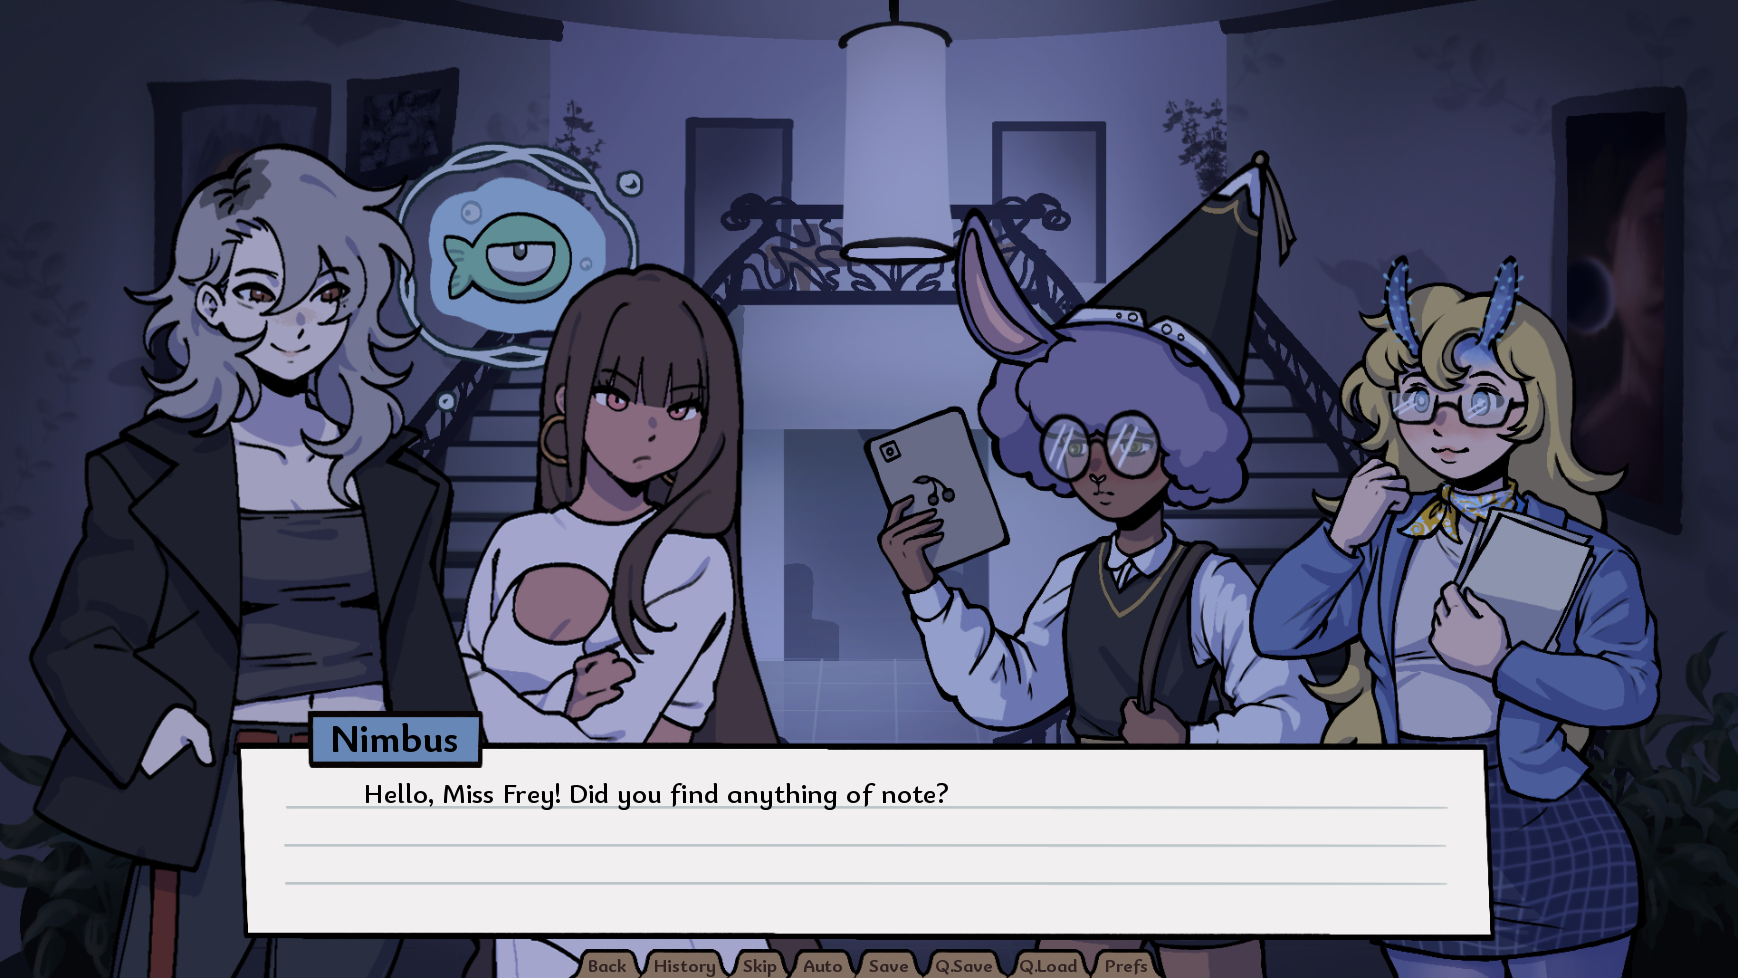 Nimbus
Hello, Miss Frey! Did you find anything of note?
Back History Skip Auto Save Q.Save Q.Load Prefs